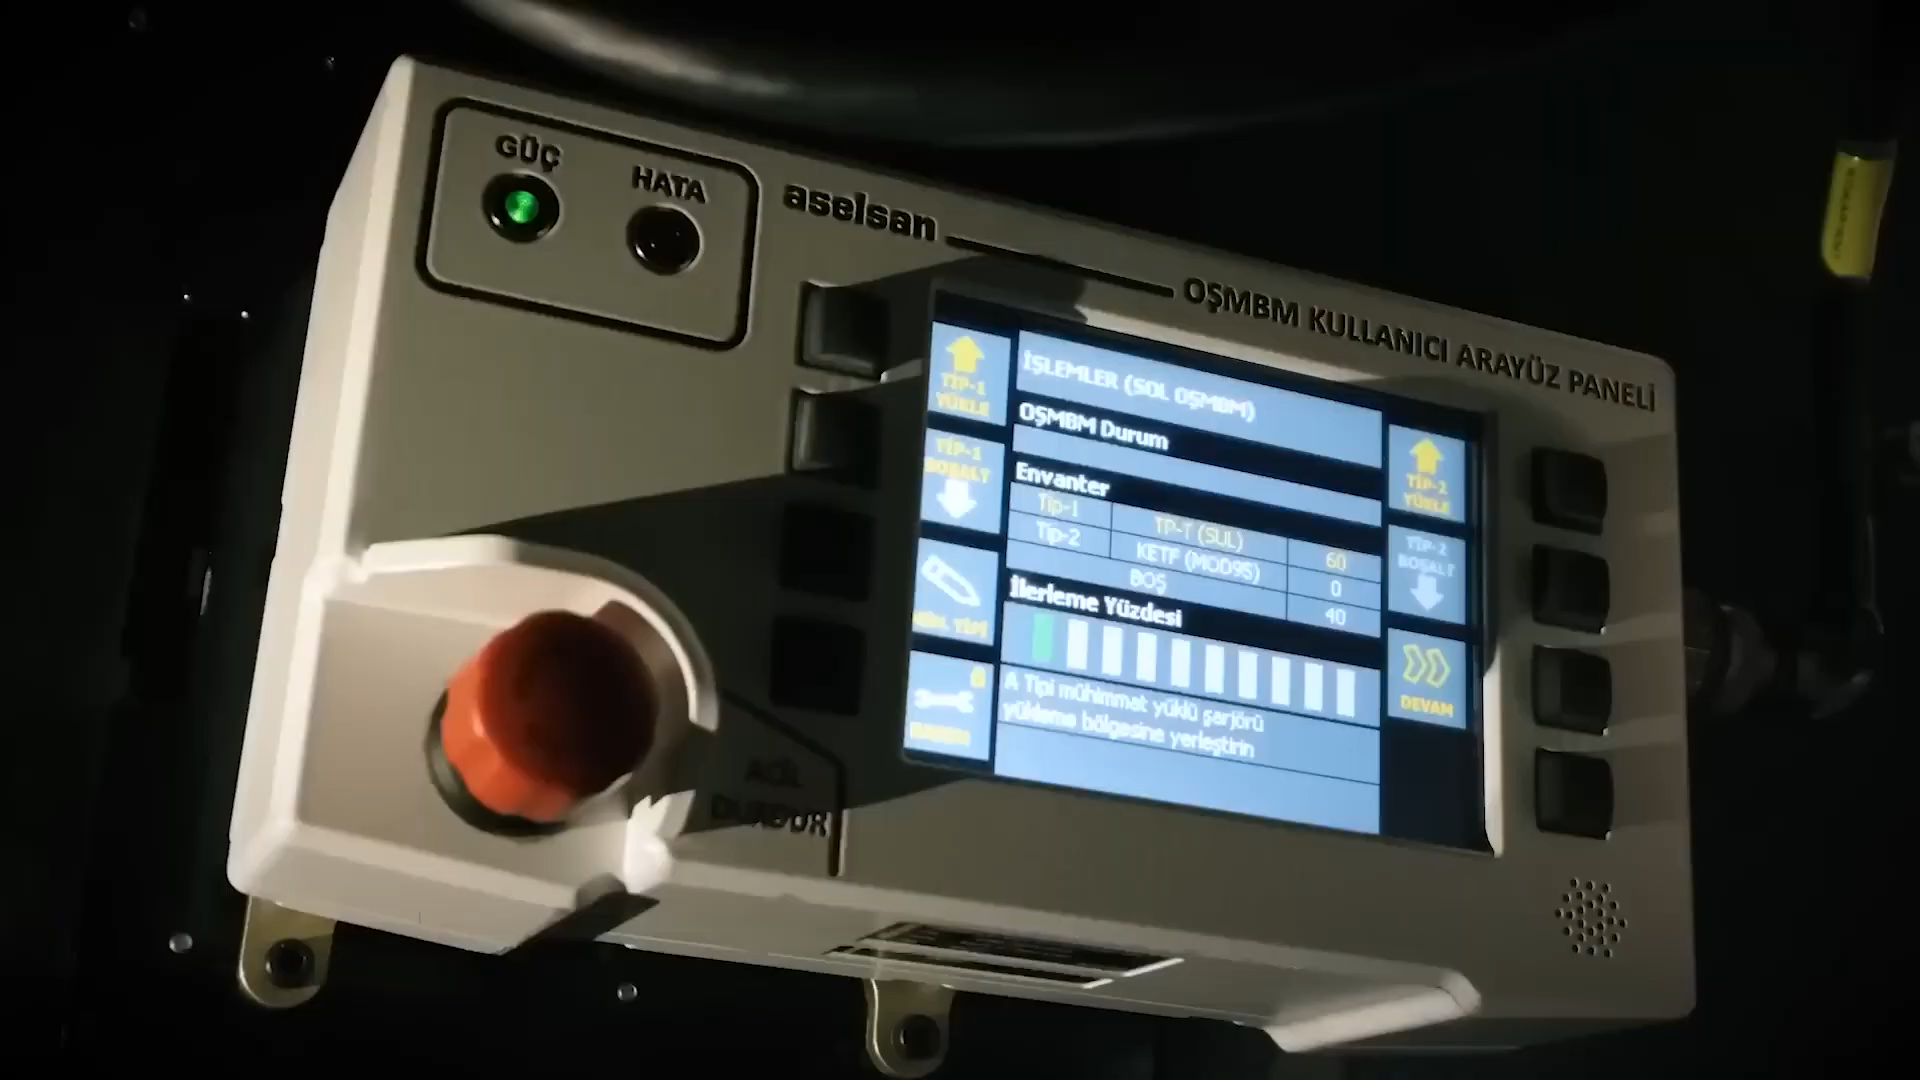 GÜÇ
HATA
aselsan
OŞMBM KULLANICI ARAYÜZ PANELİ
TİP-1
YÜKLE
İŞLEMLER (SOL OŞMBM)
OŞMBM Durum
TİP-2
YÜKLE
TİP-1
BOŞALT
Envanter
Tip-1 TP-T (SUL) 60
Tip-2 KETF (MOD95) 0
BOŞ 40
TİP-2
BOŞALT
İlerleme Yüzdesi
TİPİ
DEVAM
A Tipi mühimmat yüklü şarjörü
yükleme bölgesine yerleştirin
ACİL
DURDUR